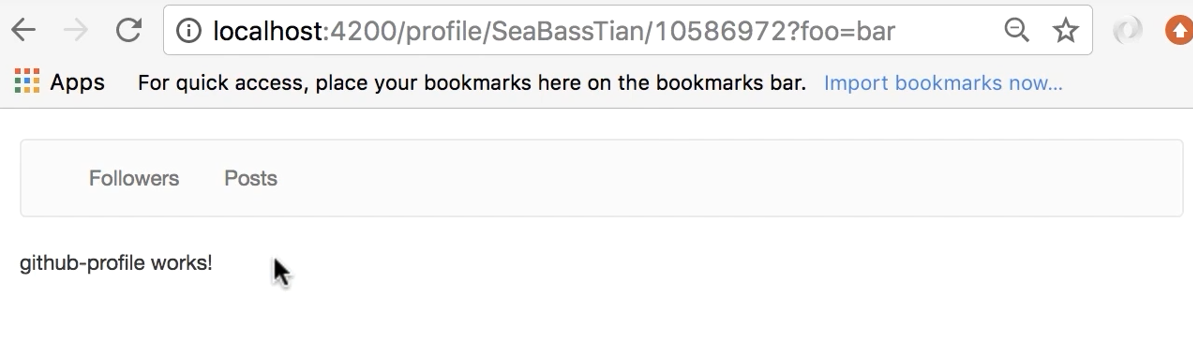 localhost:4200/profile/SeaBassTian/10586972?foo=bar
Apps For quick access, place your bookmarks here on the bookmarks bar. Import bookmarks now...
Followers Posts
github-profile works!